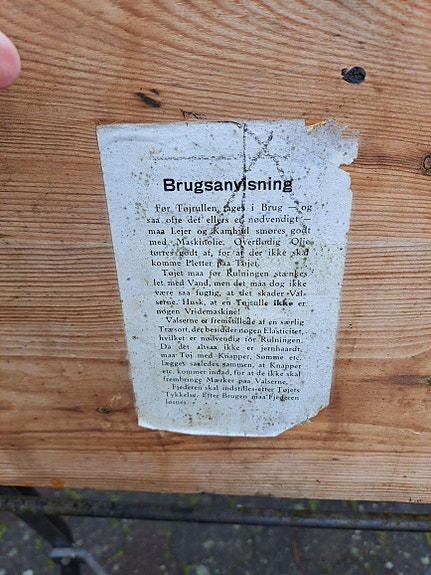 Brugsanvisning
Før Tøjrullen tages i Brug — og
saa ofte det ellers er nødvendigt —
maa Lejer og Kamhjul smøres godt
med Maskinolie. Overflødig Olie
tørres godt af, for at der ikke skal
komme Pletter paa Tøjet.
Tøjet maa før Rulningen stænkes
let med Vand, men det maa dog ikke
være saa fugtig, at det skader Val-
serne. Husk, at en Tøjrulle ikke er
nogen Vridemaskine!
Valserne er fremstillede af en særlig
Træsort, der besidder nogen Elasticitet,
hvilket er nødvendig for Rulningen.
Da det altsaa ikke er jernhaardt,
maa Tøj med Knapper, Sømme etc.
lægges saaledes sammen, at Knapper
etc. kommer indad, for at de ikke skal
frembringe Mærker paa Valserne.
Fjederen skal indstilles efter Tøjets
Tykkelse. Efter Brugen maa Fjederen
løsnes.